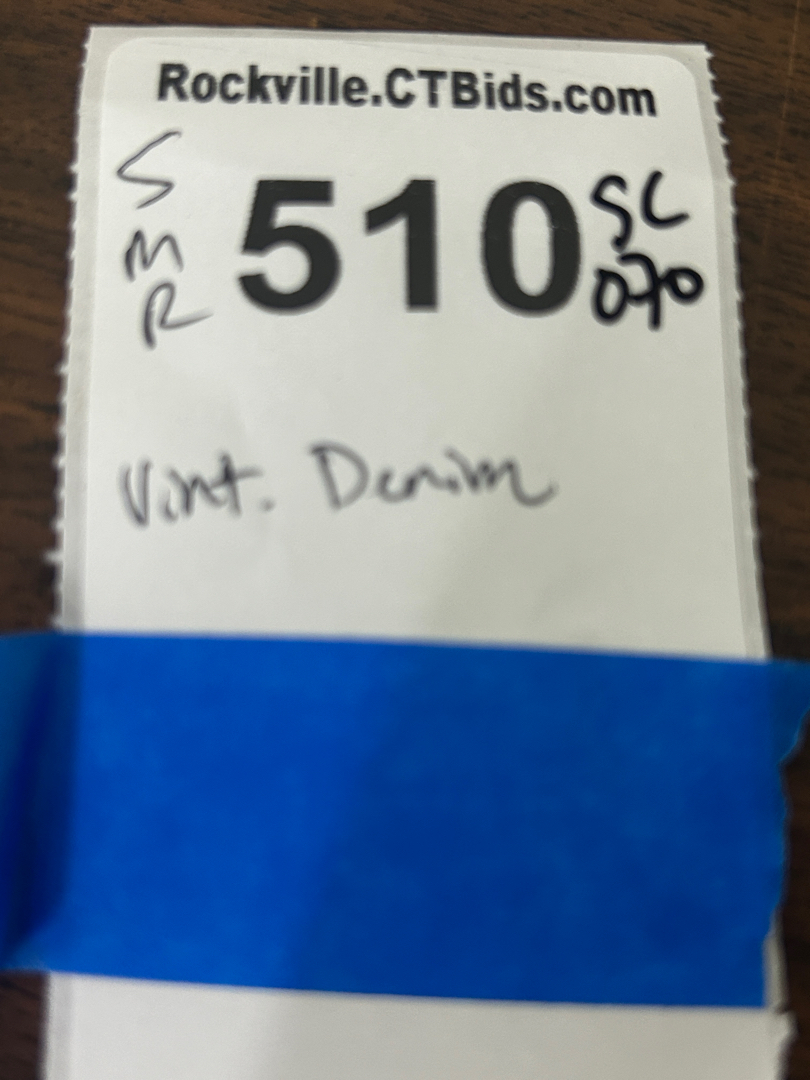 Rockville.CTBids.com
S
M
R
510
SC
070
Vint. Denim